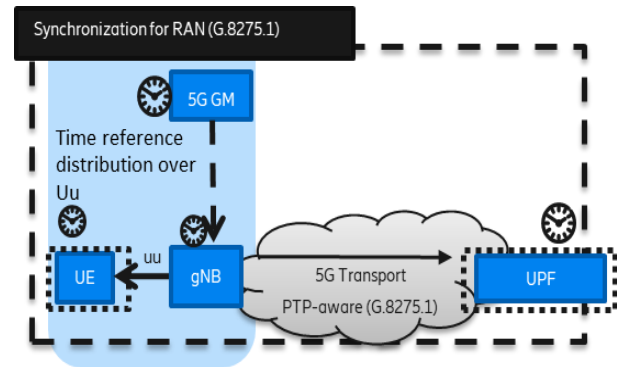 Synchronization for RAN (G.8275.1)
5G GM
Time reference
distribution over
Uu
UE
uu
gNB
5G Transport
PTP-aware (G.8275.1)
UPF